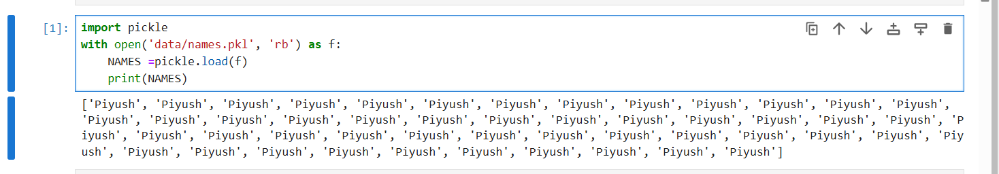 [1]:
import pickle
with open('data/names.pkl', 'rb') as f:
    NAMES =pickle.load(f)
    print(NAMES)
['Piyush', 'Piyush', 'Piyush', 'Piyush', 'Piyush', 'Piyush', 'Piyush', 'Piyush', 'Piyush', 'Piyush', 'Piyush', 'Piyush', 'Piyush',
'Piyush', 'Piyush', 'Piyush', 'Piyush', 'Piyush', 'Piyush', 'Piyush', 'Piyush', 'Piyush', 'Piyush', 'Piyush', 'Piyush', 'Piyush', 'P
iyush', 'Piyush', 'Piyush', 'Piyush', 'Piyush', 'Piyush', 'Piyush', 'Piyush', 'Piyush', 'Piyush', 'Piyush', 'Piyush', 'Piyush', 'Piy
ush', 'Piyush', 'Piyush', 'Piyush', 'Piyush', 'Piyush', 'Piyush', 'Piyush', 'Piyush', 'Piyush', 'Piyush']